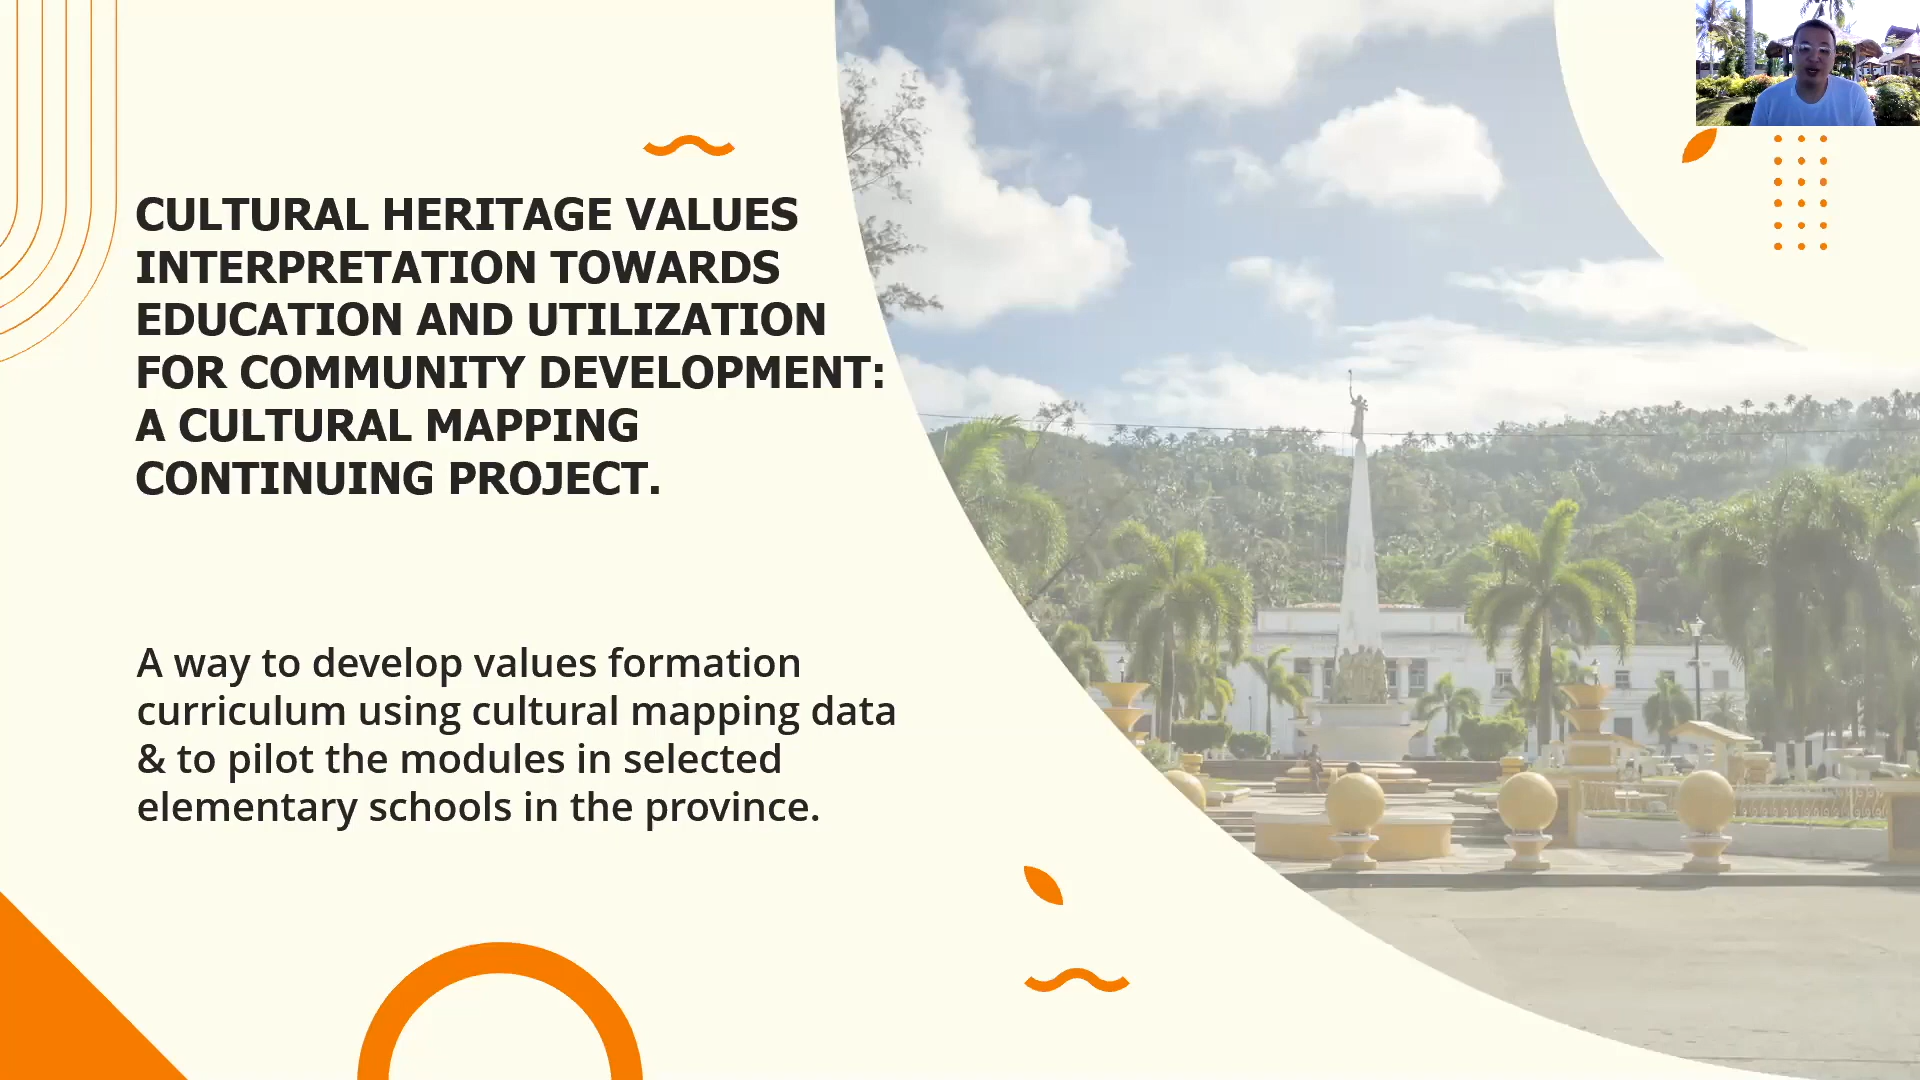 CULTURAL HERITAGE VALUES
INTERPRETATION TOWARDS
EDUCATION AND UTILIZATION
FOR COMMUNITY DEVELOPMENT:
A CULTURAL MAPPING
CONTINUING PROJECT.
A way to develop values formation
curriculum using cultural mapping data
& to pilot the modules in selected
elementary schools in the province.